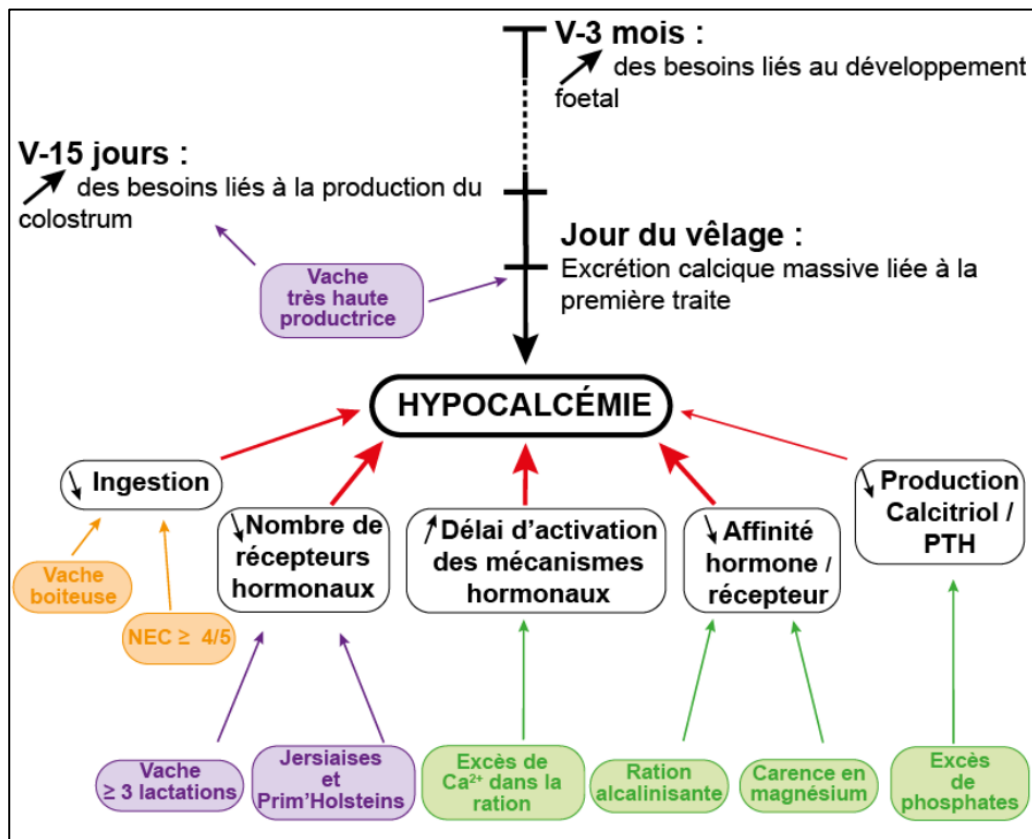 V-3 mois :
des besoins liés au développement
foetal
V-15 jours :
des besoins liés à la production du
colostrum
Jour du vêlage :
Excrétion calcique massive liée à la
première traite
Vache
très haute
productrice
HYPOCALCÉMIE
Ingestion
Nombre de
récepteurs
hormonaux
Délai d'activation
des mécanismes
hormonaux
Affinité
hormone /
récepteur
Production
Calcitriol /
PTH
Vache
boiteuse
NEC ≥ 4/5
Vache
≥ 3 lactations
Jersiaises
et
Prim'Holsteins
Excès de
Ca²⁺ dans la
ration
Ration
alcalinisante
Carence en
magnésium
Excès
de
phosphates